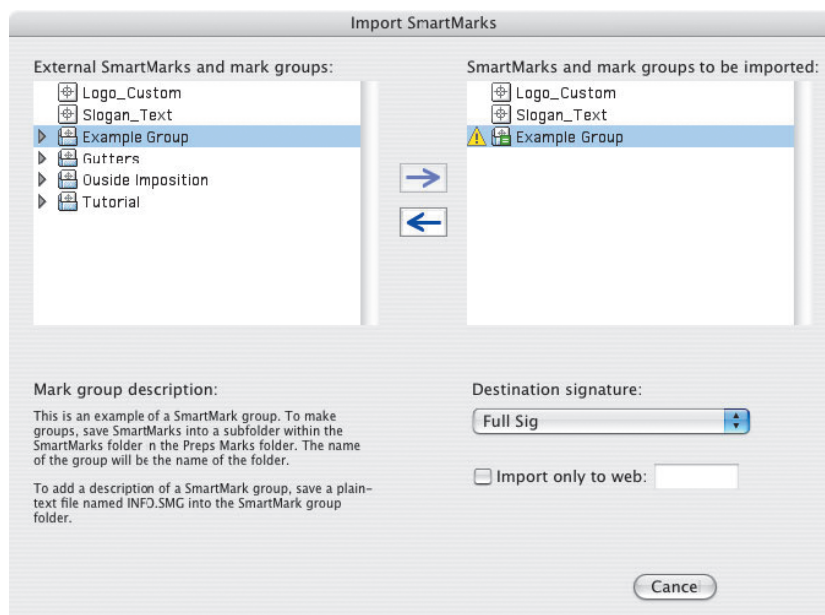 Import SmartMarks
External SmartMarks and mark groups:
Logo_Custom
Slogan_Text
Example Group
Gutters
Ouside Imposition
Tutorial
SmartMarks and mark groups to be imported:
Logo_Custom
Slogan_Text
Example Group
Mark group description:
This is an example of a SmartMark group. To make
groups, save SmartMarks into a subfolder within the
SmartMarks folder in the Preps Marks folder. The name
of the group will be the name of the folder.
To add a description of a SmartMark group, save a plain-
text file named INFO.SMG into the SmartMark group
folder.
Destination signature:
Full Sig
Import only to web:
Cancel